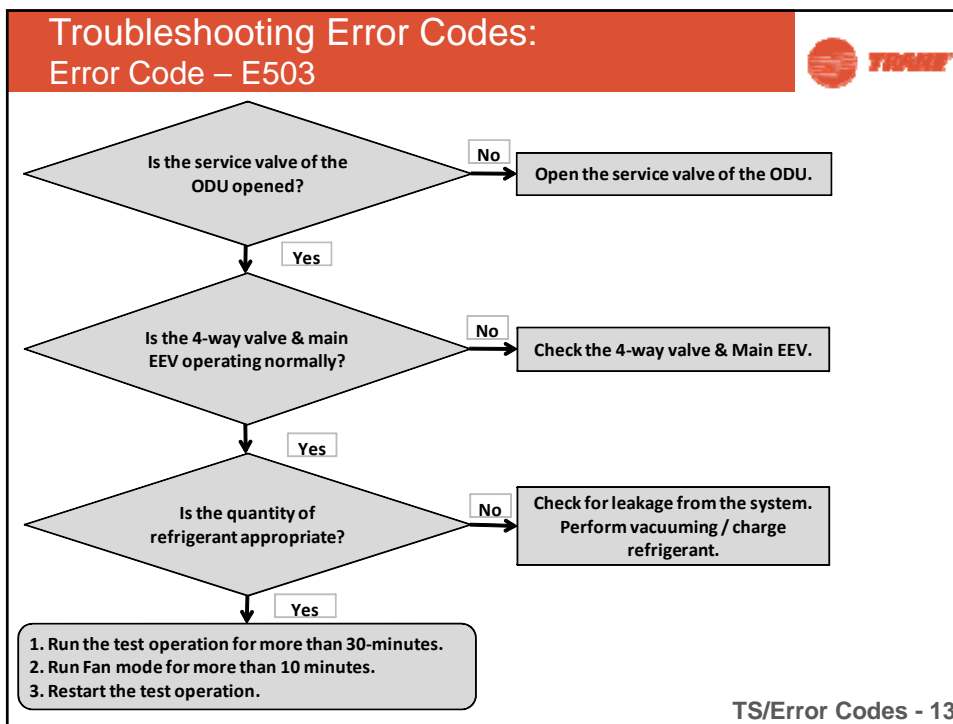 Troubleshooting Error Codes:
Error Code – E503
TRANE
Is the service valve of the
ODU opened?
No
Open the service valve of the ODU.
Yes
Is the 4-way valve & main
EEV operating normally?
No
Check the 4-way valve & Main EEV.
Yes
Is the quantity of
refrigerant appropriate?
No
Check for leakage from the system.
Perform vacuuming / charge
refrigerant.
Yes
1. Run the test operation for more than 30-minutes.
2. Run Fan mode for more than 10 minutes.
3. Restart the test operation.
TS/Error Codes - 13